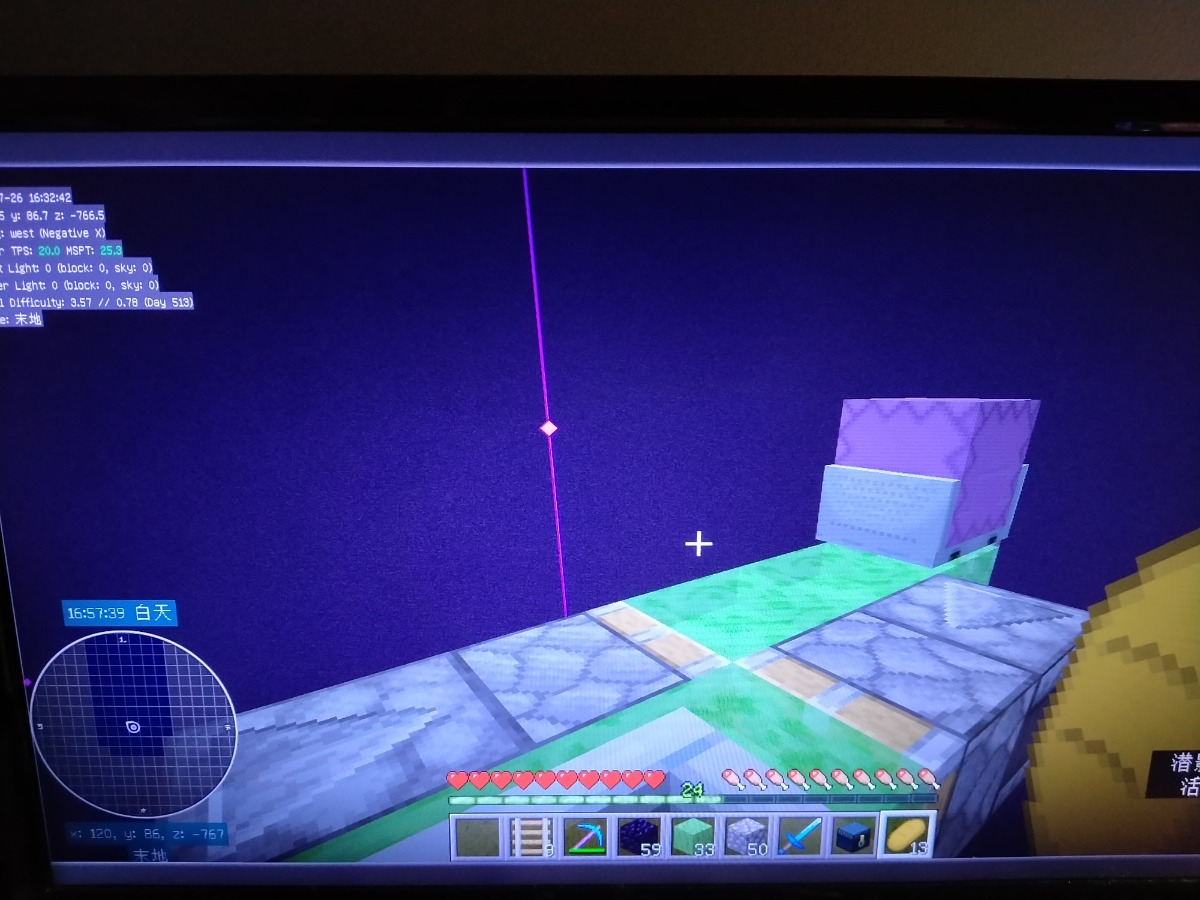 7-26 16:32:42
5 y: 86.7 z: -766.5
: west (Negative X)
r TPS: 20.0 MSPT: 25.3
t Light: 0 (block: 0, sky: 0)
er Light: 0 (block: 0, sky: 0)
l Difficulty: 3.57 // 0.78 (Day 513)
e: 末地
16:57:39 白天
潜影
活
24
9
59
33
50
13
x: 120, y: 86, z: -767
末地